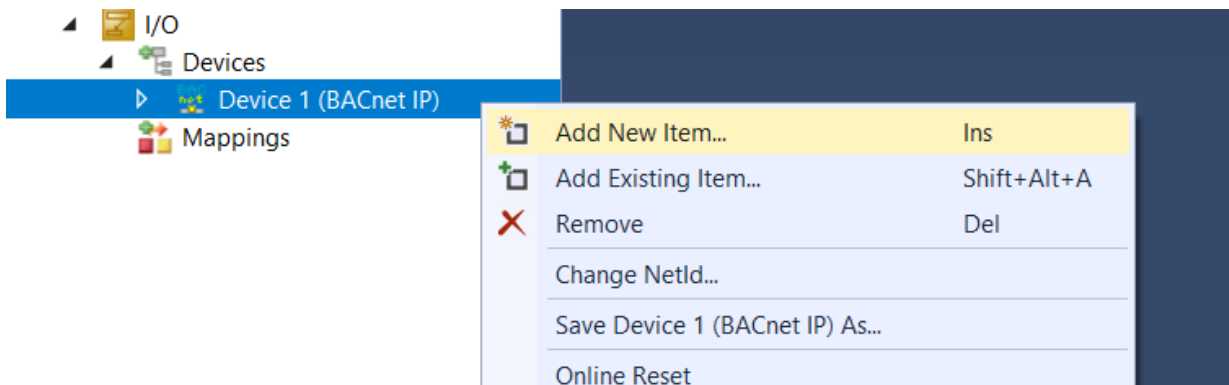 I/O
Devices
Device 1 (BACnet IP)
Mappings
Add New Item... Ins
Add Existing Item... Shift+Alt+A
Remove Del
Change NetId...
Save Device 1 (BACnet IP) As...
Online Reset